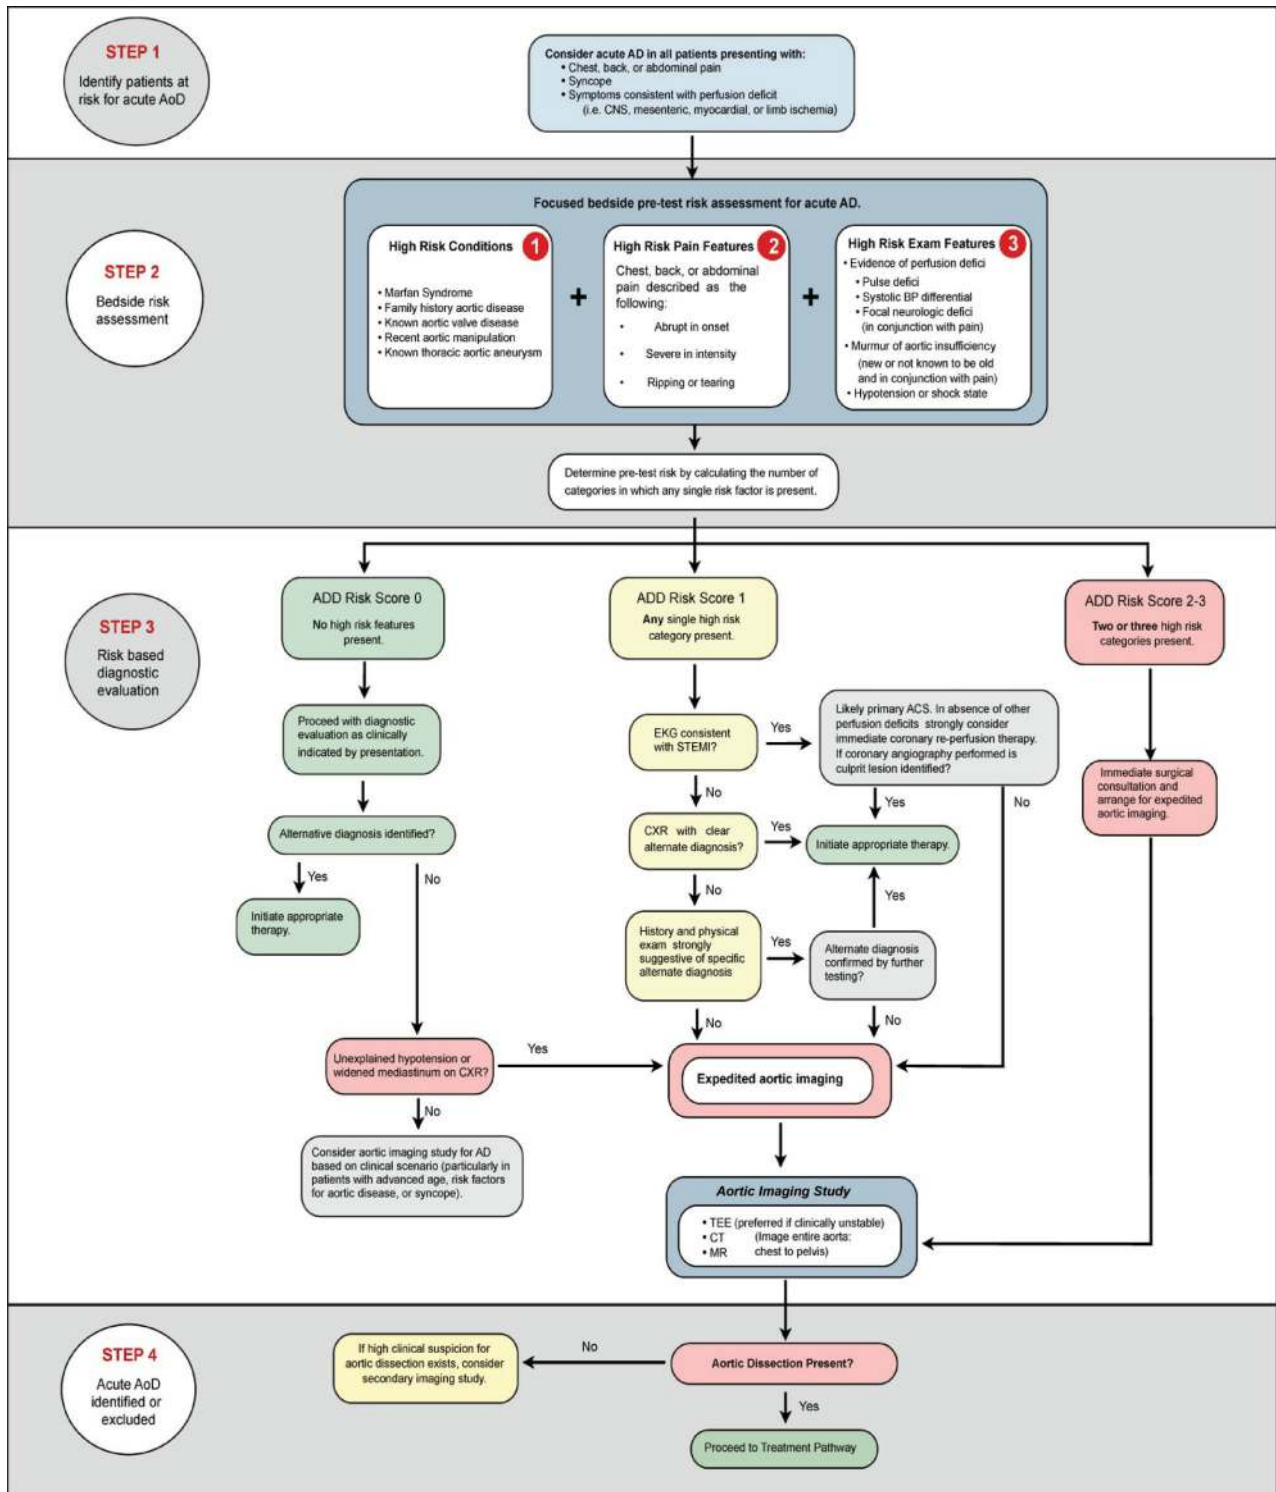 STEP 1
Identify patients at
risk for acute AoD
Consider acute AD in all patients presenting with:
• Chest, back, or abdominal pain
• Syncope
• Symptoms consistent with perfusion deficit
(i.e. CNS, mesenteric, myocardial, or limb ischemia)
STEP 2
Bedside risk
assessment
Focused bedside pre-test risk assessment for acute AD.
High Risk Conditions 1
• Marfan Syndrome
• Family history aortic disease
• Known aortic valve disease
• Recent aortic manipulation
• Known thoracic aortic aneurysm
+
High Risk Pain Features 2
Chest, back, or abdominal
pain described as the
following:
• Abrupt in onset
• Severe in intensity
• Ripping or tearing
+
High Risk Exam Features 3
• Evidence of perfusion defici
• Pulse defici
• Systolic BP differential
• Focal neurologic defici
(in conjunction with pain)
• Murmur of aortic insufficiency
(new or not known to be old
and in conjunction with pain)
• Hypotension or shock state
Determine pre-test risk by calculating the number of
categories in which any single risk factor is present.
STEP 3
Risk based
diagnostic
evaluation
ADD Risk Score 0
No high risk features
present.
Proceed with diagnostic
evaluation as clinically
indicated by presentation.
Alternative diagnosis identified?
Yes
No
Initiate appropriate
therapy.
Unexplained hypotension or
widened mediastinum on CXR?
Yes
No
Consider aortic imaging study for AD
based on clinical scenario (particularly in
patients with advanced age, risk factors
for aortic disease, or syncope).
ADD Risk Score 1
Any single high risk
category present.
EKG consistent
with STEMI?
Yes
No
Likely primary ACS. In absence of other
perfusion deficits strongly consider
immediate coronary re-perfusion therapy.
If coronary angiography performed is
culprit lesion identified?
Yes
No
CXR with clear
alternate diagnosis?
Yes
No
Initiate appropriate therapy.
History and physical
exam strongly
suggestive of specific
alternate diagnosis
Yes
No
Alternate diagnosis
confirmed by further
testing?
Yes
No
Expedited aortic imaging
ADD Risk Score 2-3
Two or three high risk
categories present.
Immediate surgical
consultation and
arrange for expedited
aortic imaging.
Aortic Imaging Study
• TEE (preferred if clinically unstable)
• CT (Image entire aorta:
• MR chest to pelvis)
STEP 4
Acute AoD
identified or
excluded
Aortic Dissection Present?
No
If high clinical suspicion for
aortic dissection exists, consider
secondary imaging study.
Yes
Proceed to Treatment Pathway